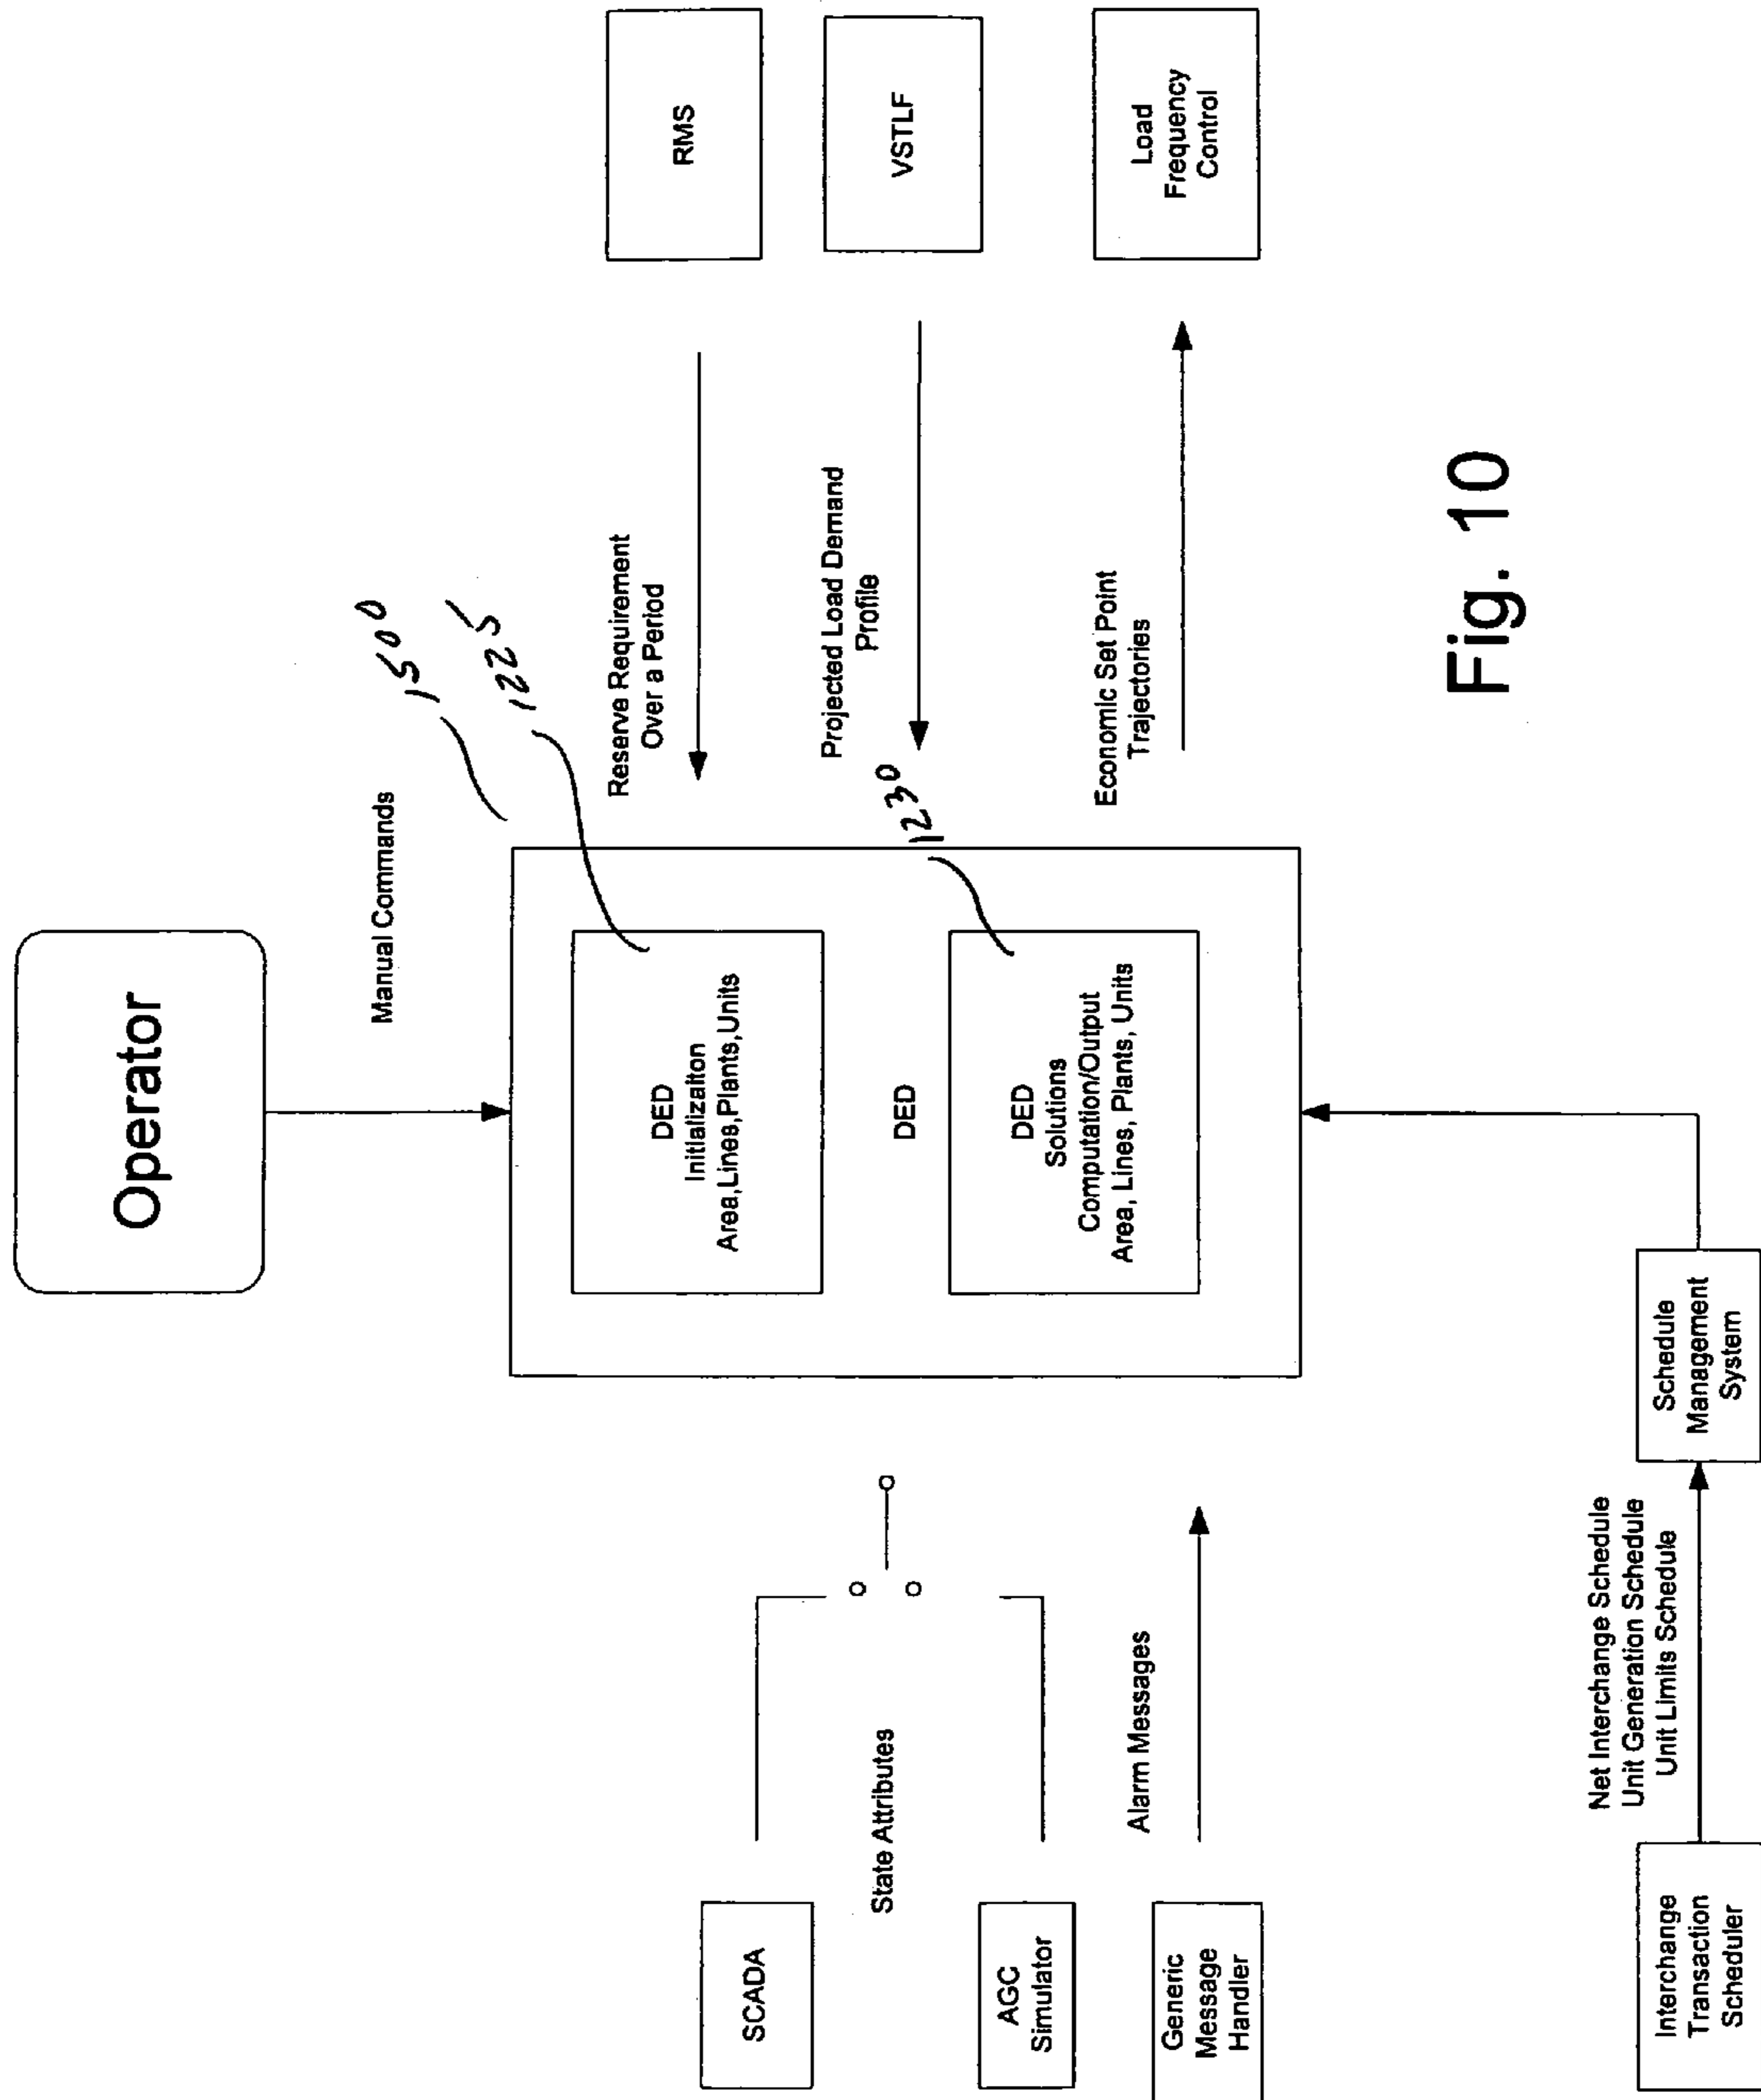 Operator
Manual Commands
1500
1225
SCADA
State Attributes
AGC
Simulator
Generic
Message
Handler
Alarm Messages
DED
Initializaiton
Area,Lines,Plants,Units
DED
DED
Solutions
Computation/Output
Area, Lines, Plants, Units
1230
Reserve Requirement
Over a Period
RMS
Projected Load Demand
Profile
VSTLF
Economic Set Point
Trajectories
Load
Frequency
Control
Interchange
Transaction
Scheduler
Net Interchange Schedule
Unit Generation Schedule
Unit Limits Schedule
Schedule
Management
System
Fig. 10